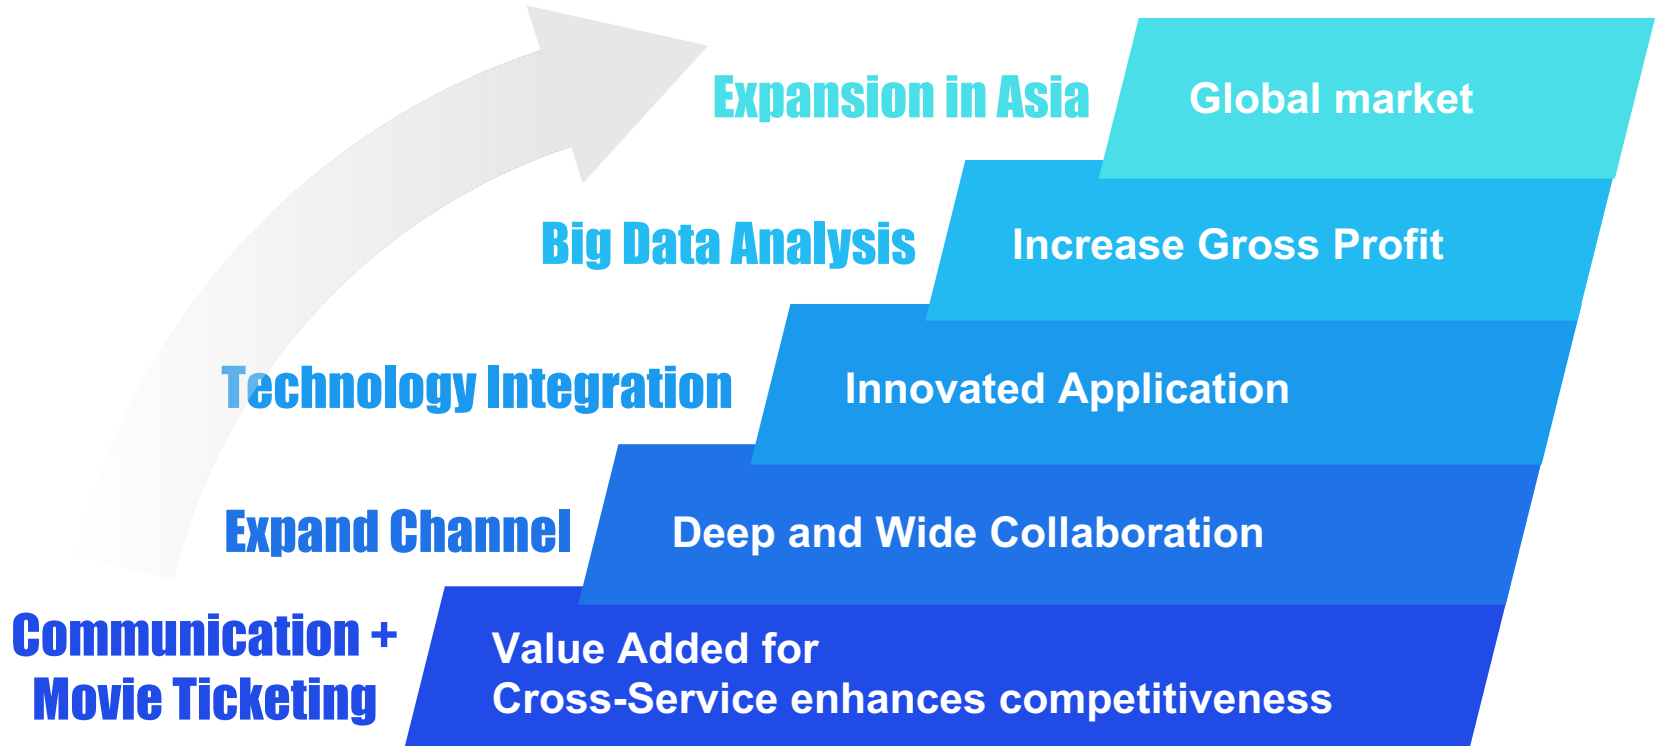 Expansion in Asia
Global market
Big Data Analysis
Increase Gross Profit
Technology Integration
Innovated Application
Expand Channel
Deep and Wide Collaboration
Communication +
Movie Ticketing
Value Added for
Cross-Service enhances competitiveness